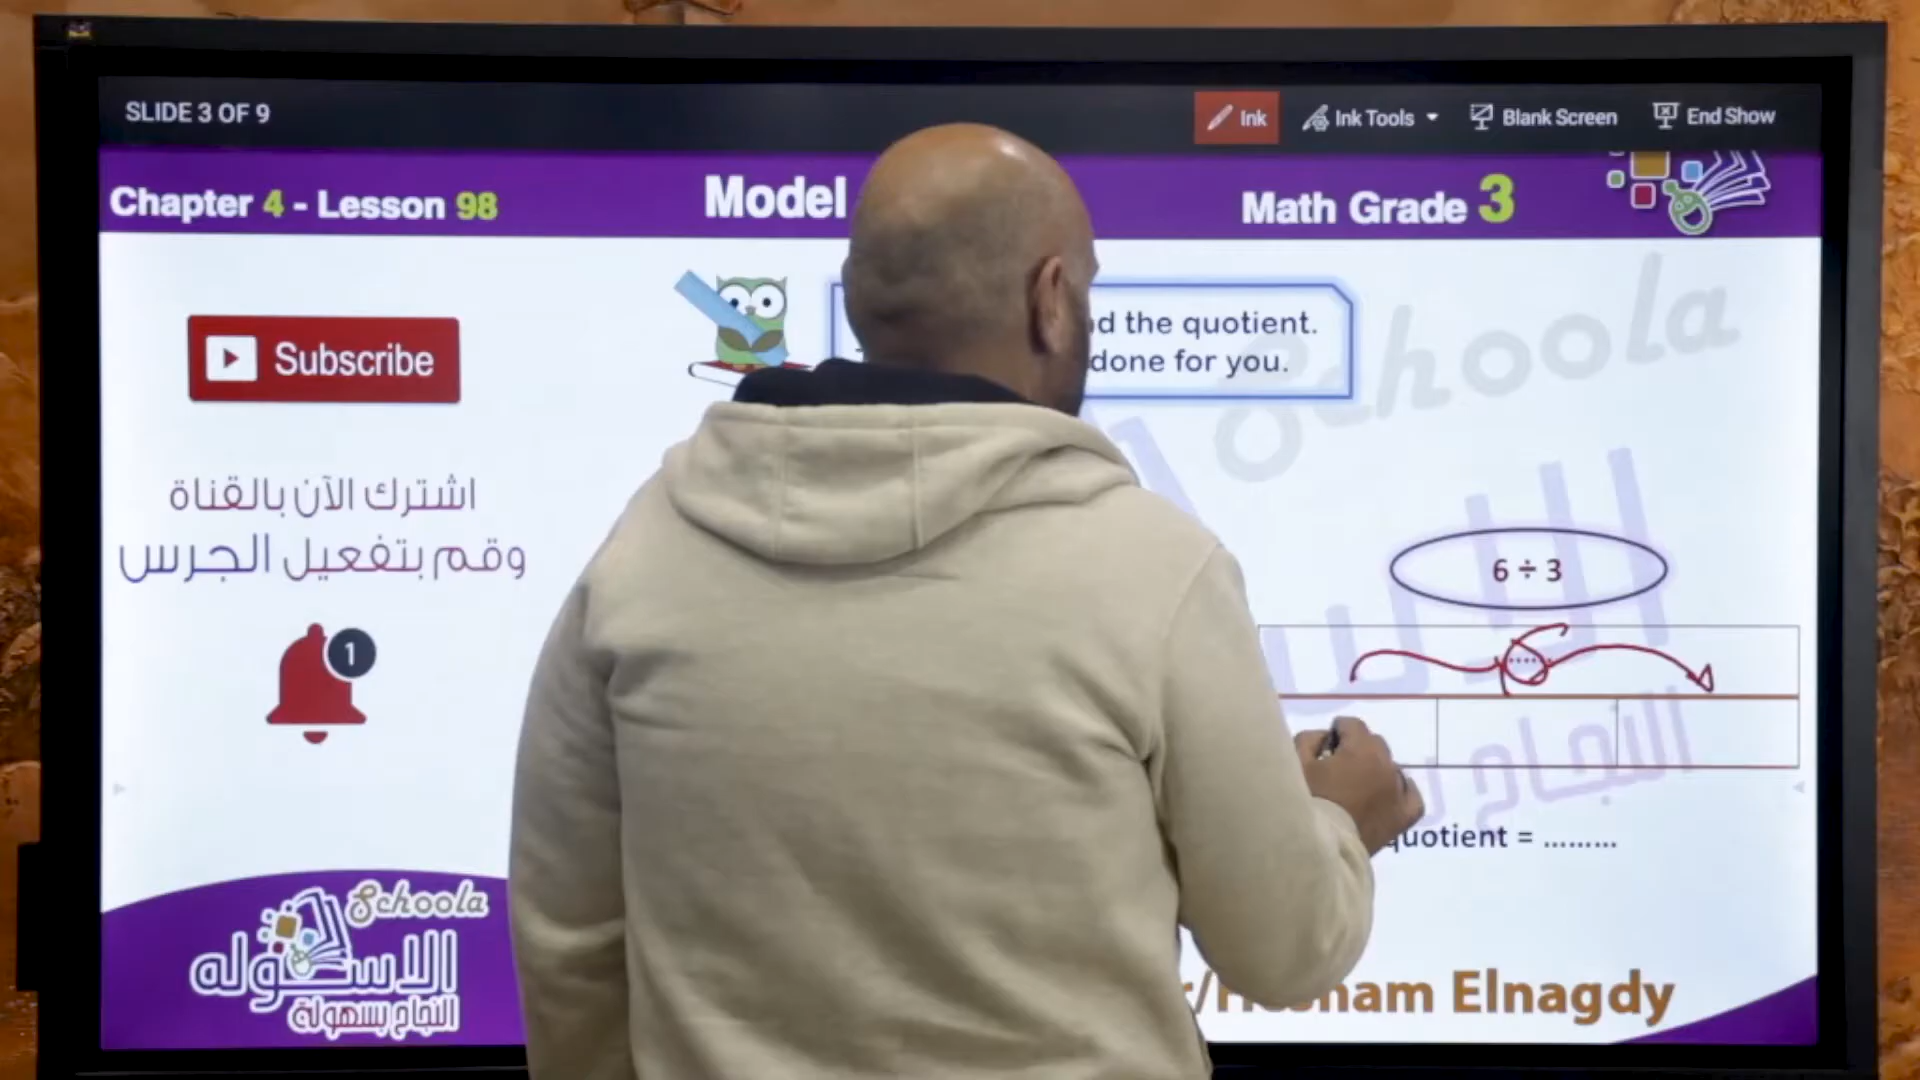 SLIDE 3 OF 9
Ink
Ink Tools
Blank Screen
End Show
Chapter 4 - Lesson 98
Model
Math Grade 3
the quotient.
done for you.
Schoola
Subscribe
اشترك الآن بالقناة
وقم بتفعيل الجرس
1
6 ÷ 3
6
quotient = .........
Schoola
الاسكوله
النجاح بسهولة
Elnagdy